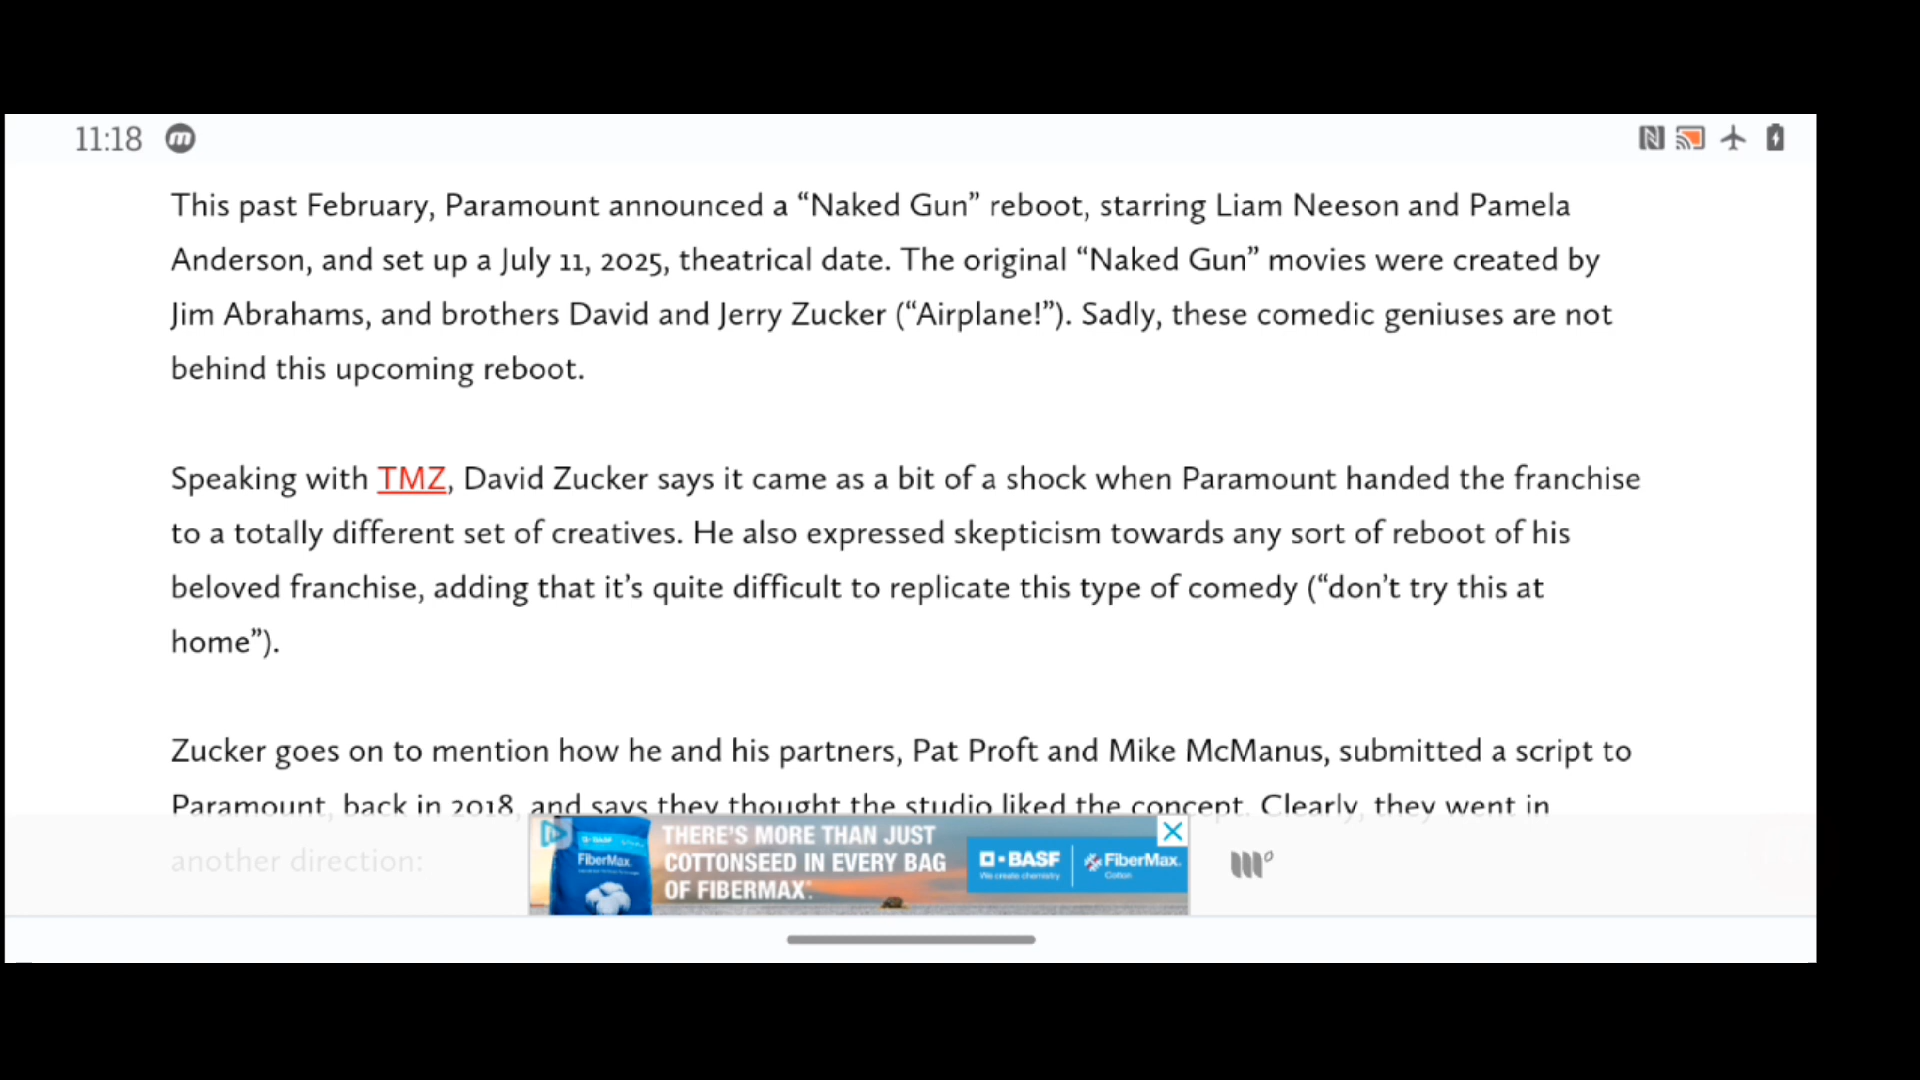 11:18
This past February, Paramount announced a “Naked Gun” reboot, starring Liam Neeson and Pamela
Anderson, and set up a July 11, 2025, theatrical date. The original “Naked Gun” movies were created by
Jim Abrahams, and brothers David and Jerry Zucker (“Airplane!”). Sadly, these comedic geniuses are not
behind this upcoming reboot.
Speaking with TMZ, David Zucker says it came as a bit of a shock when Paramount handed the franchise
to a totally different set of creatives. He also expressed skepticism towards any sort of reboot of his
beloved franchise, adding that it’s quite difficult to replicate this type of comedy (“don’t try this at
home”).
Zucker goes on to mention how he and his partners, Pat Proft and Mike McManus, submitted a script to
Paramount, back in 2018, and says they thought the studio liked the concept. Clearly, they went in
another direction:
BASF
FiberMax
THERE'S MORE THAN JUST
COTTONSEED IN EVERY BAG
OF FIBERMAX.
BASF
We create chemistry
FiberMax
Cotton